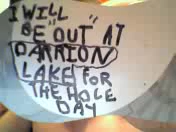 I WILL
BE "OUT" AT
DARRION
LAKE FOR
THE HOLE
DAY